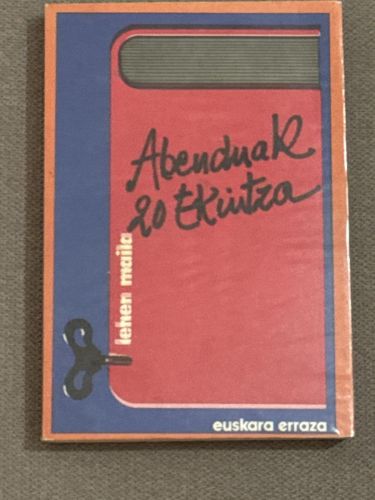 Abenduak
20 Ekintza
lehen maila
euskara erraza